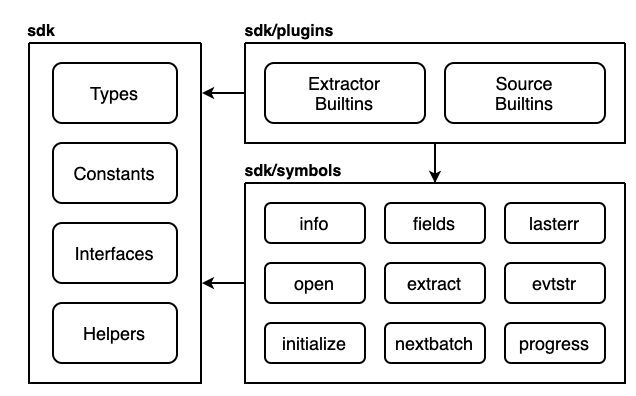 sdk
Types
Constants
Interfaces
Helpers
sdk/plugins
Extractor
Builtins
Source
Builtins
sdk/symbols
info
fields
lasterr
open
extract
evtstr
initialize
nextbatch
progress